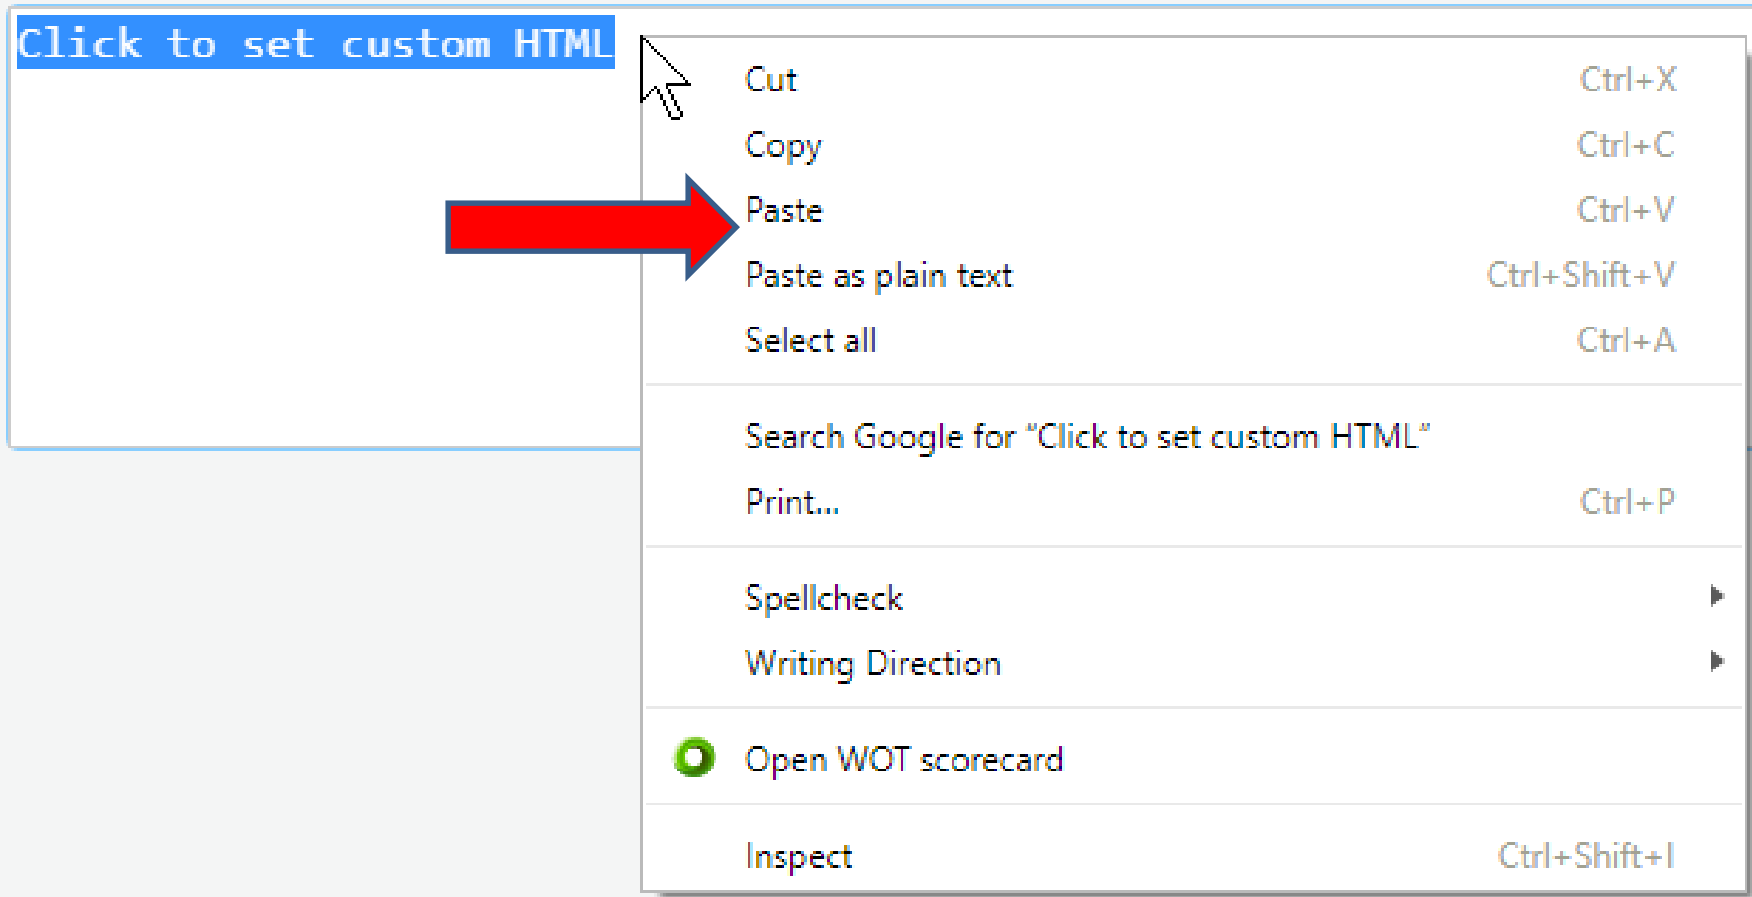 Click to set custom HTML
Cut Ctrl+X
Copy Ctrl+C
Paste Ctrl+V
Paste as plain text Ctrl+Shift+V
Select all Ctrl+A
Search Google for “Click to set custom HTML”
Print... Ctrl+P
Spellcheck
Writing Direction
Open WOT scorecard
Inspect Ctrl+Shift+I